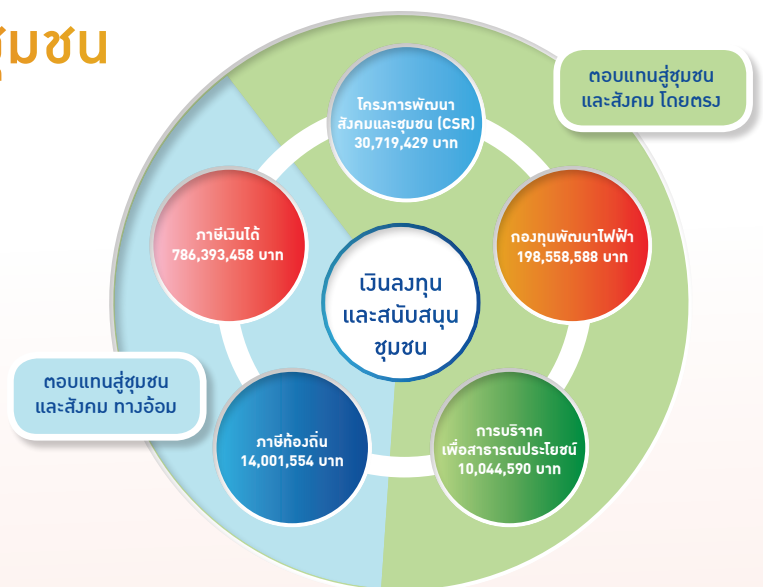 ชุมชน
ตอบแทนสู่ชุมชน
และสังคม โดยตรง
โครงการพัฒนา
สังคมและชุมชน (CSR)
30,719,429 บาท
ภาษีเงินได้
786,393,458 บาท
กองทุนพัฒนาไฟฟ้า
198,558,588 บาท
เงินลงทุน
และสนับสนุน
ชุมชน
ตอบแทนสู่ชุมชน
และสังคม ทางอ้อม
ภาษีท้องถิ่น
14,001,554 บาท
การบริจาค
เพื่อสาธารณประโยชน์
10,044,590 บาท